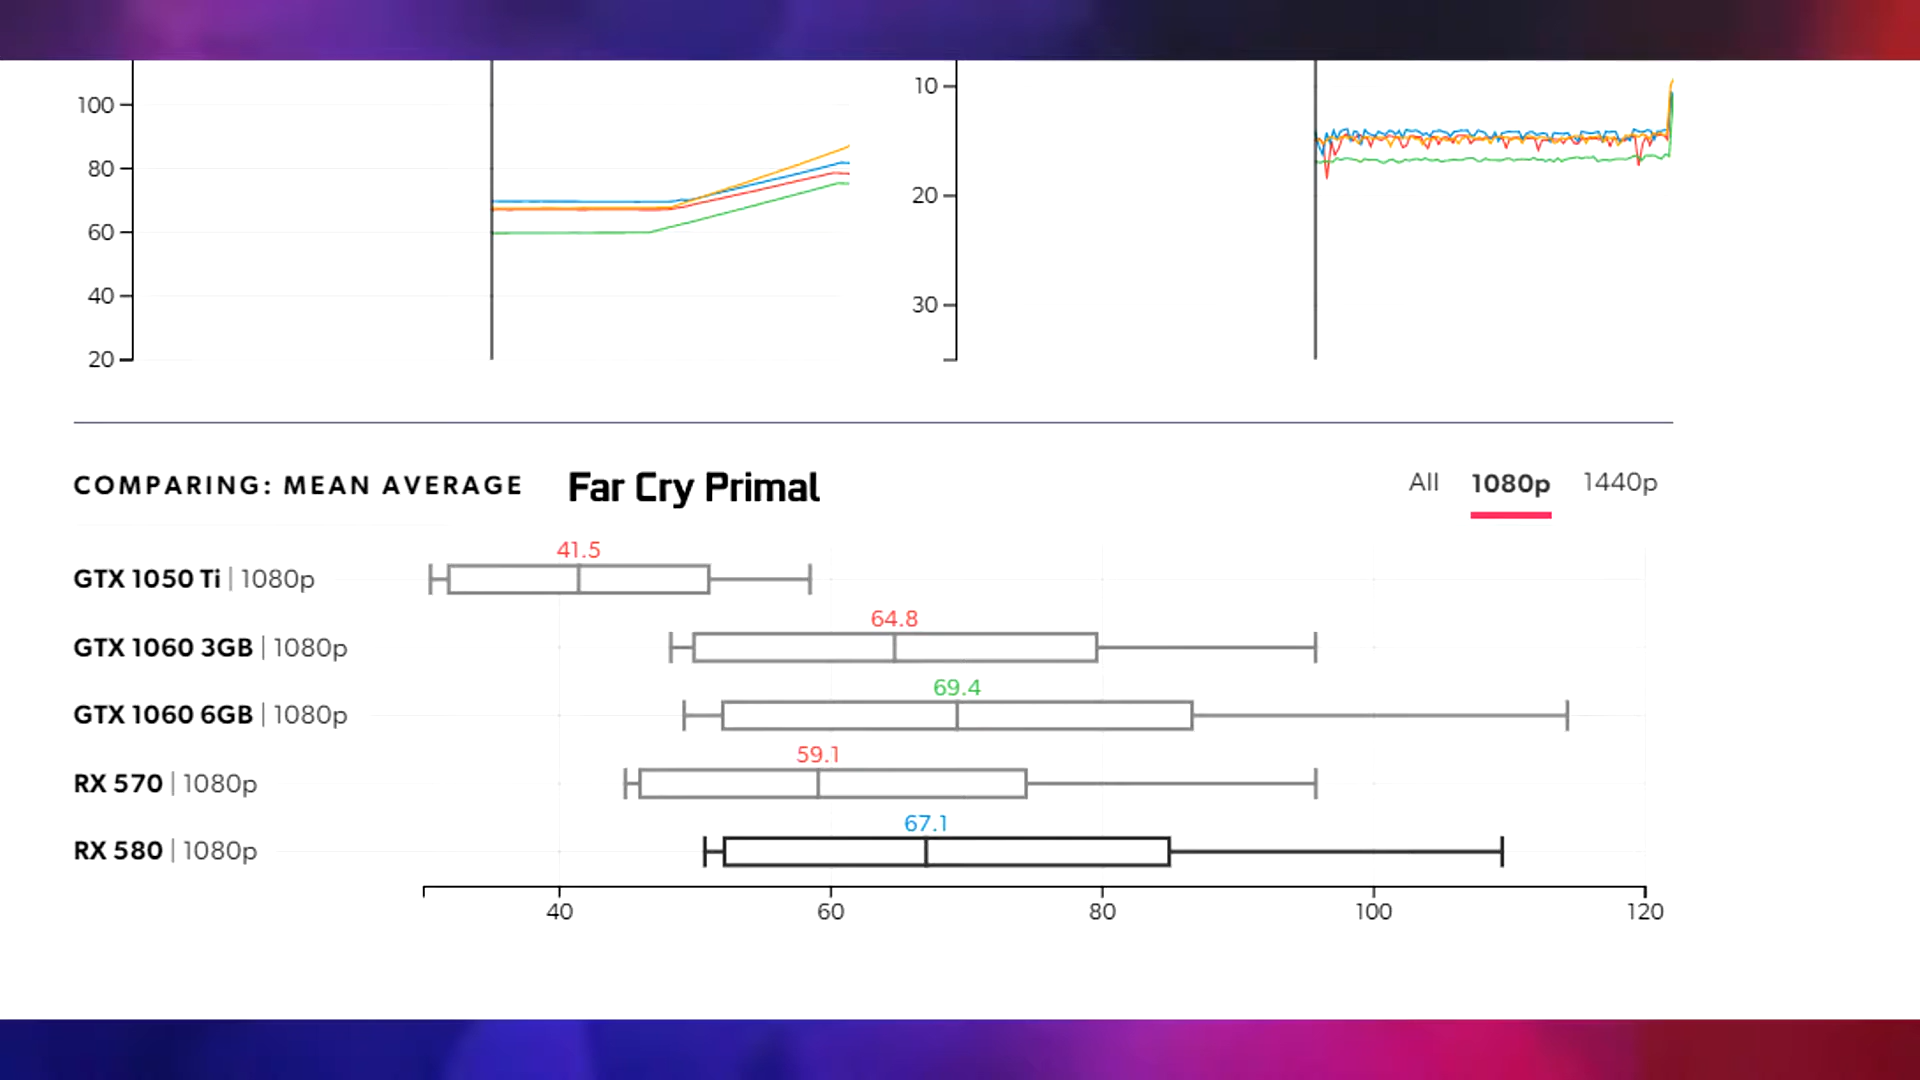 100
80
60
40
20
10
20
30
COMPARING: MEAN AVERAGE Far Cry Primal All 1080p 1440p
41.5
GTX 1050 Ti | 1080p
64.8
GTX 1060 3GB | 1080p
69.4
GTX 1060 6GB | 1080p
59.1
RX 570 | 1080p
67.1
RX 580 | 1080p
40 60 80 100 120